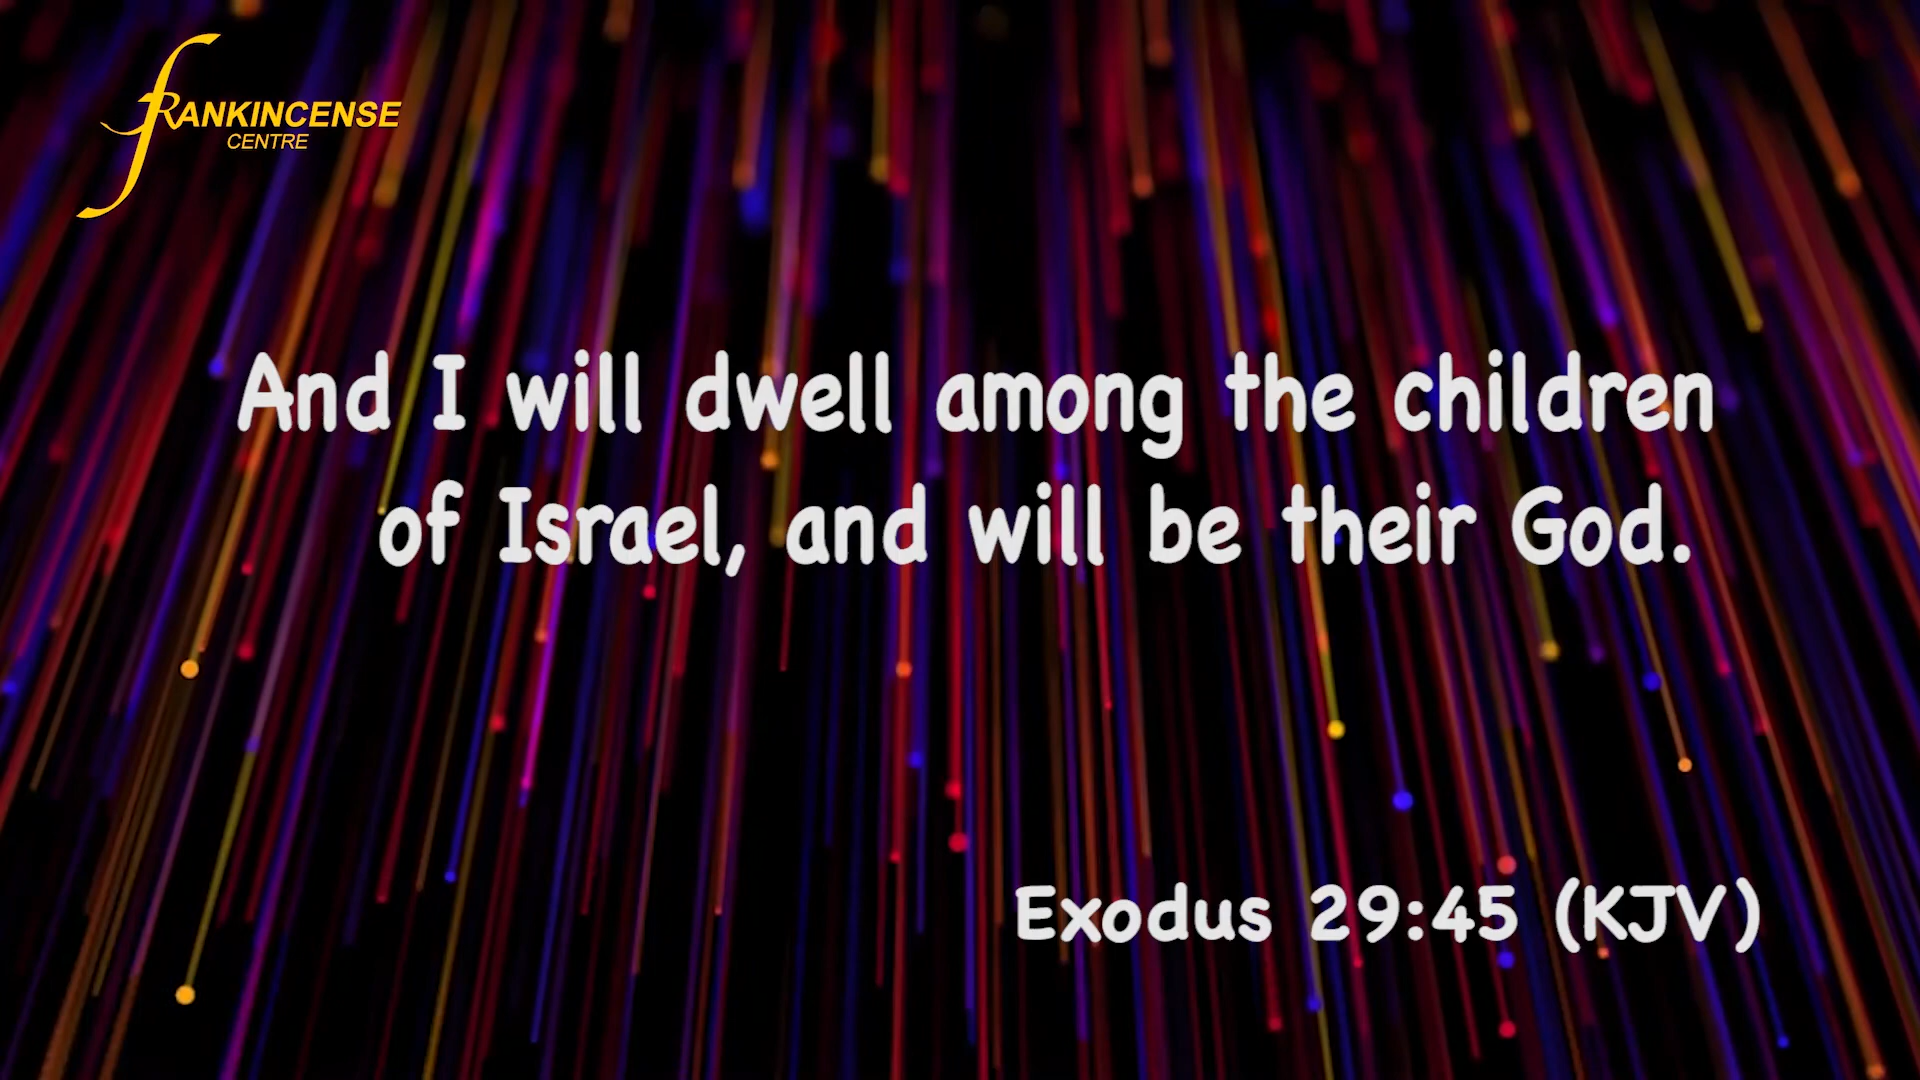 fRANKINCENSE
CENTRE
And I will dwell among the children
of Israel, and will be their God.
Exodus 29:45 (KJV)